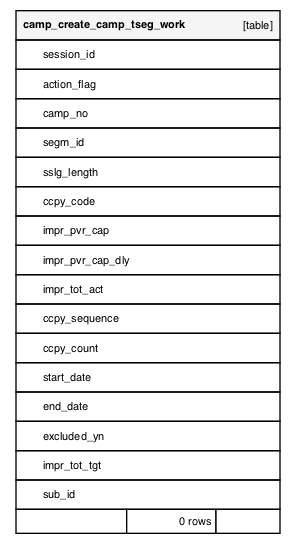 camp_create_camp_tseg_work [table]
session_id
action_flag
camp_no
segm_id
sslg_length
ccpy_code
impr_pvr_cap
impr_pvr_cap_dly
impr_tot_act
ccpy_sequence
ccpy_count
start_date
end_date
excluded_yn
impr_tot_tgt
sub_id
0 rows